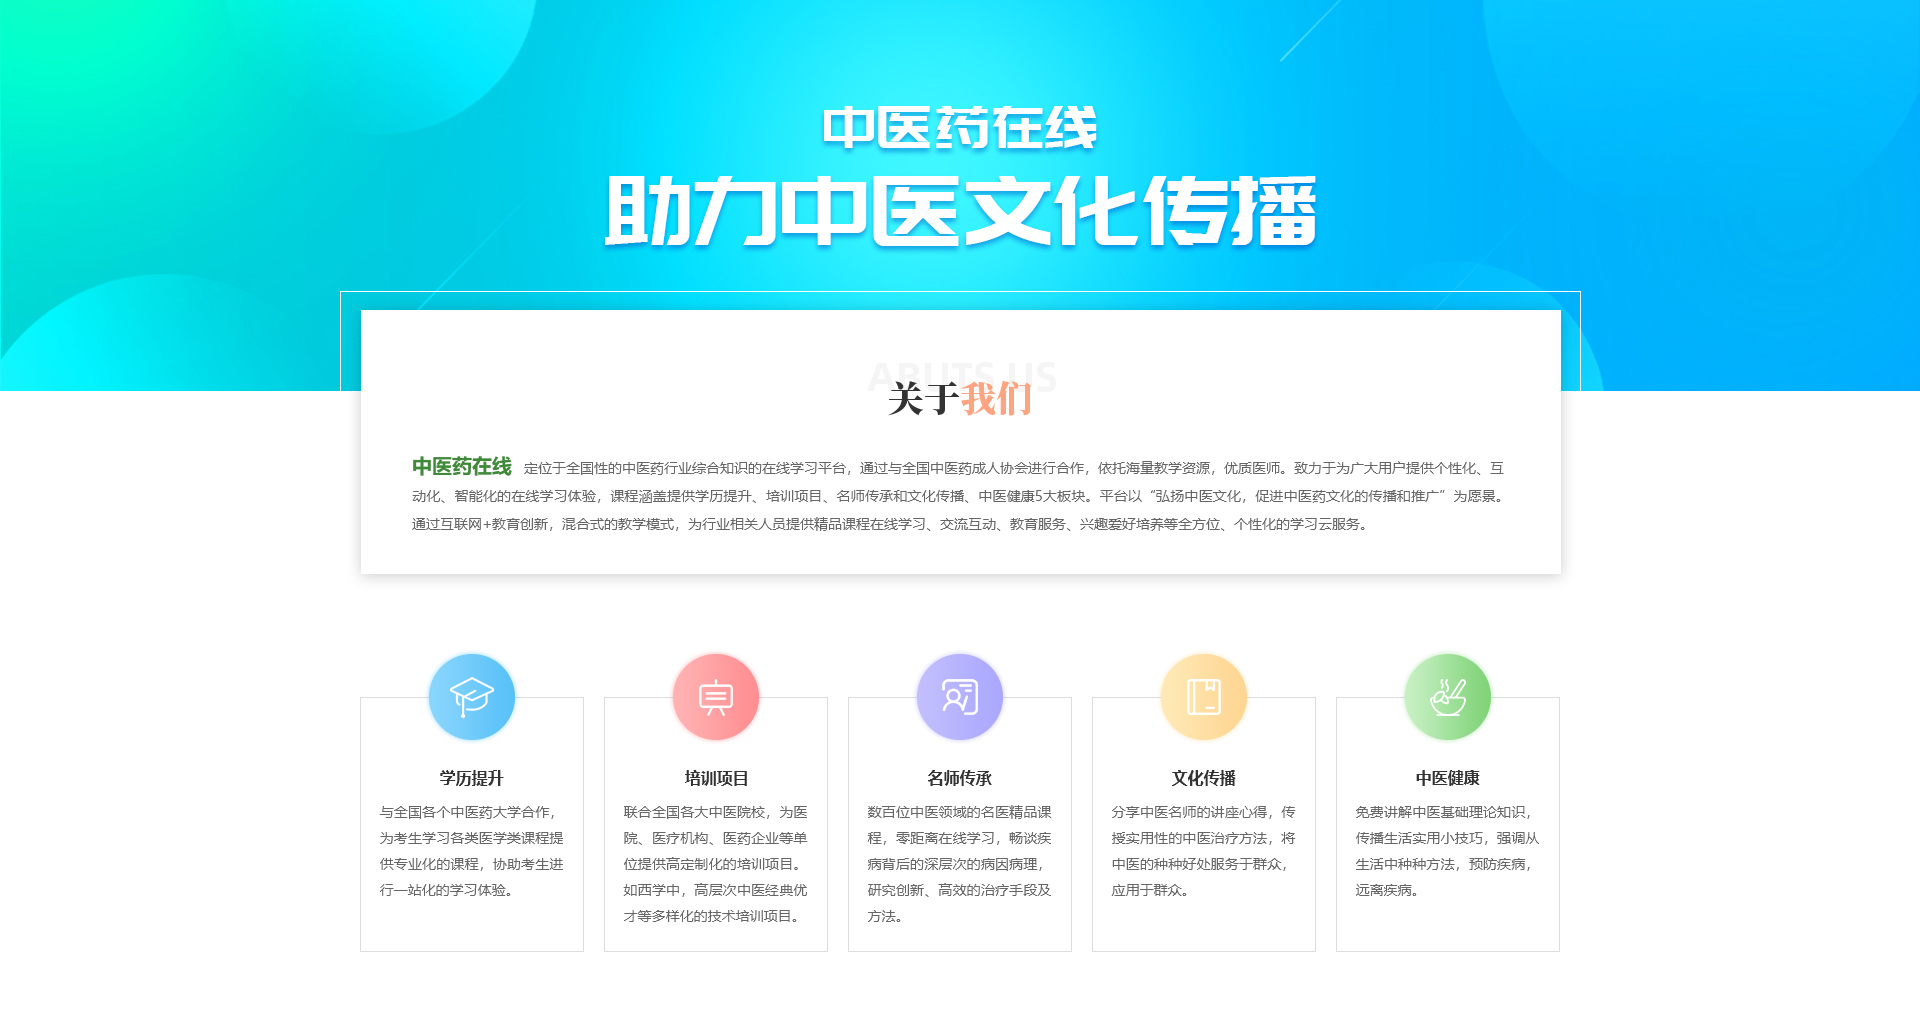 中医药在线
助力中医文化传播
ABUTS US
关于我们
中医药在线 定位于全国性的中医药行业综合知识的在线学习平台，通过与全国中医药成人协会进行合作，依托海量教学资源，优质医师。致力于为广大用户提供个性化、互
动化、智能化的在线学习体验，课程涵盖提供学历提升、培训项目、名师传承和文化传播、中医健康5大板块。平台以“弘扬中医文化，促进中医药文化的传播和推广”为愿景。
通过互联网+教育创新，混合式的教学模式，为行业相关人员提供精品课程在线学习、交流互动、教育服务、兴趣爱好培养等全方位、个性化的学习云服务。
学历提升
与全国各个中医药大学合作，
为考生学习各类医学类课程提
供专业化的课程，协助考生进
行一站化的学习体验。
培训项目
联合全国各大中医院校，为医
院、医疗机构、医药企业等单
位提供高定制化的培训项目。
如西学中，高层次中医经典优
才等多样化的技术培训项目。
名师传承
数百位中医领域的名医精品课
程，零距离在线学习，畅谈疾
病背后的深层次的病因病理，
研究创新、高效的治疗手段及
方法。
文化传播
分享中医名师的讲座心得，传
授实用性的中医治疗方法，将
中医的种种好处服务于群众，
应用于群众。
中医健康
免费讲解中医基础理论知识，
传播生活实用小技巧，强调从
生活中种种方法，预防疾病，
远离疾病。